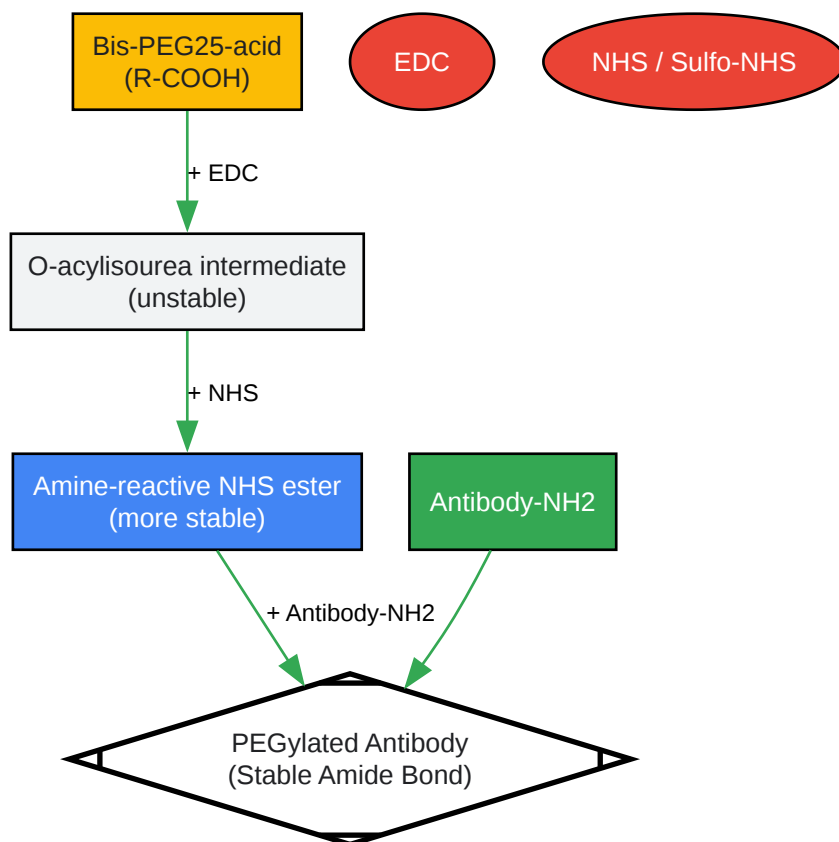 Bis-PEG25-acid
(R-COOH)
EDC
NHS / Sulfo-NHS
+ EDC
O-acylisourea intermediate
(unstable)
+ NHS
Amine-reactive NHS ester
(more stable)
Antibody-NH2
+ Antibody-NH2
PEGylated Antibody
(Stable Amide Bond)